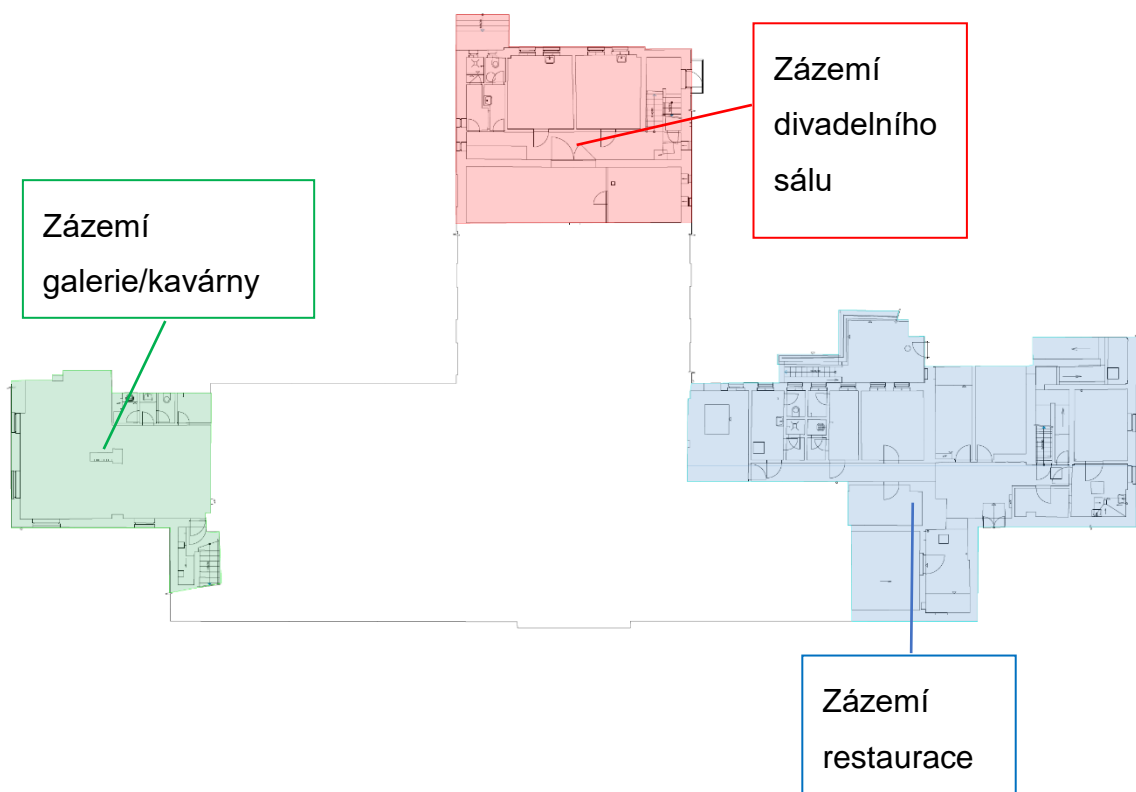 Zázemí
divadelního
sálu
Zázemí
galerie/kavárny
Zázemí
restaurace